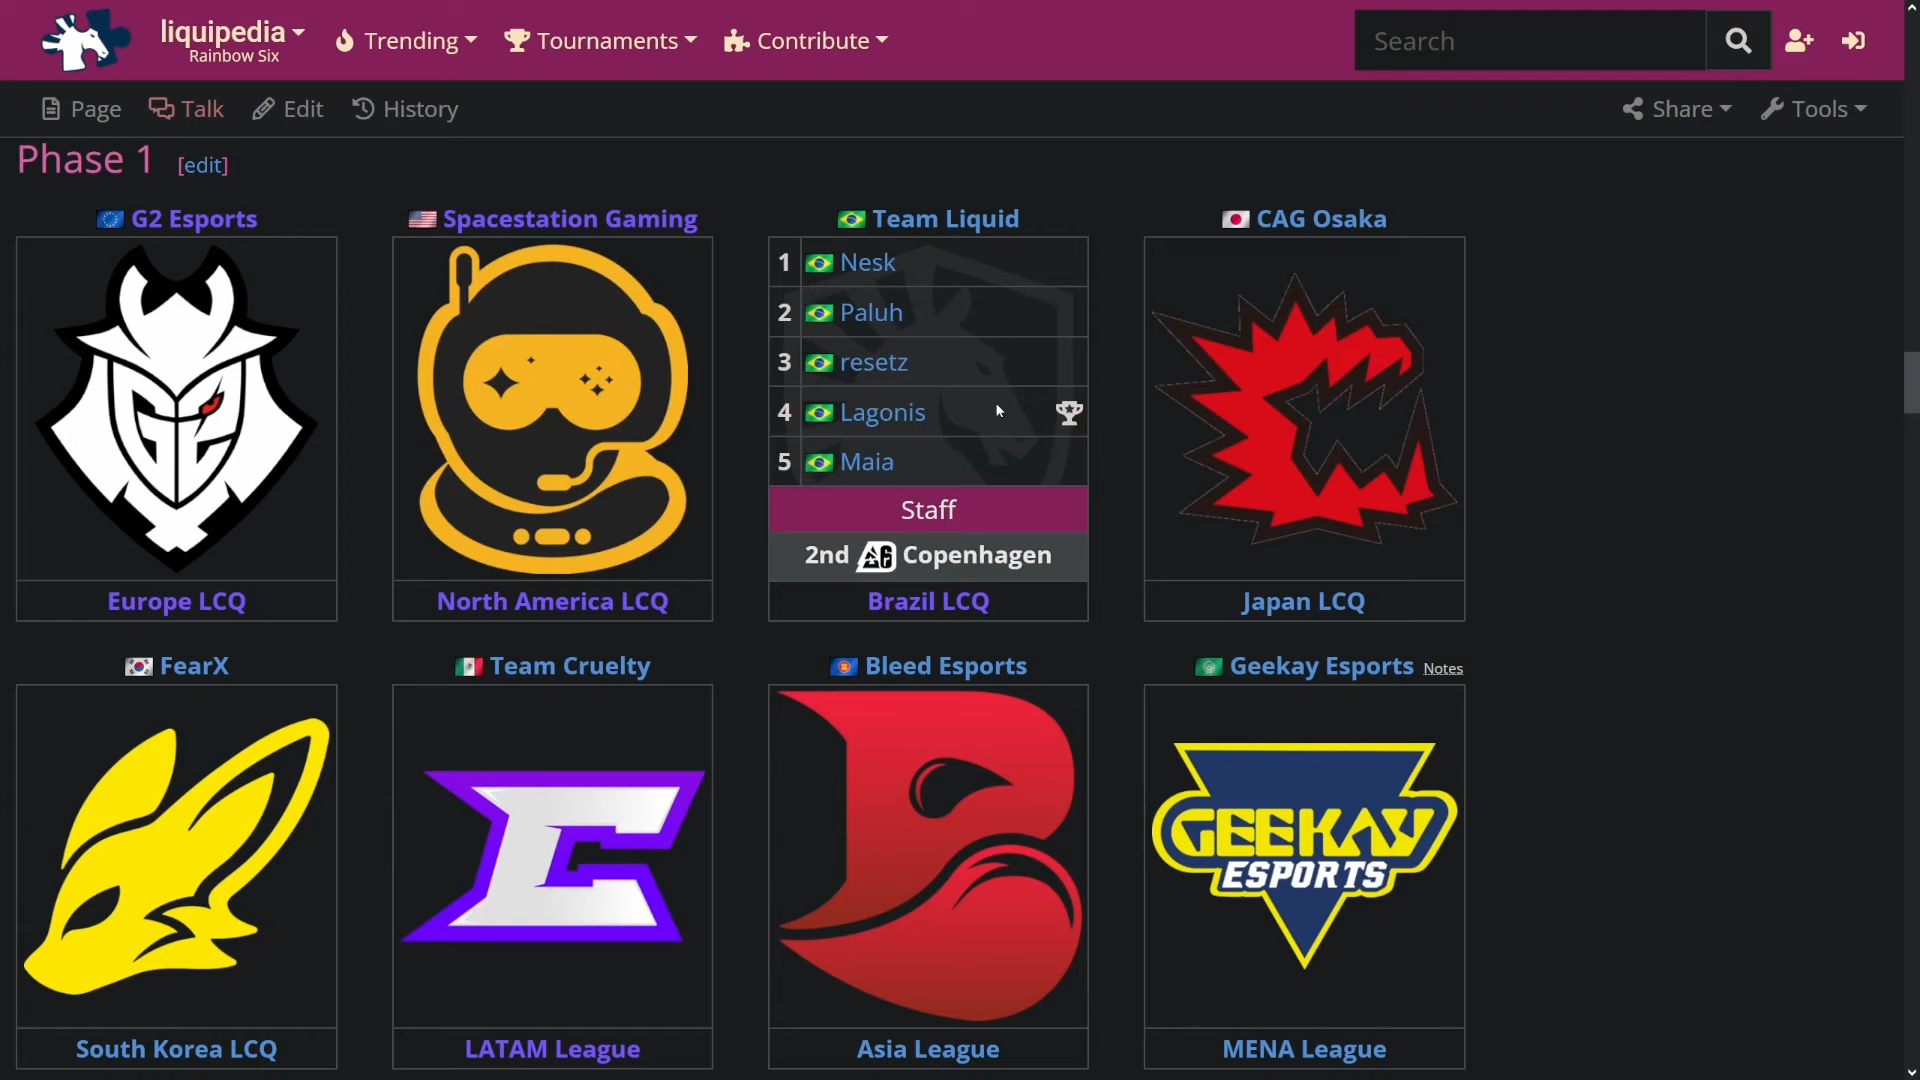 liquipedia
Rainbow Six
Trending
Tournaments
Contribute
Search
Page
Talk
Edit
History
Share
Tools
Phase 1 [edit]
G2 Esports
Spacestation Gaming
Team Liquid
CAG Osaka
G2
1 Nesk
2 Paluh
3 resetz
4 Lagonis
5 Maia
Staff
2nd Copenhagen
Europe LCQ
North America LCQ
Brazil LCQ
Japan LCQ
FearX
Team Cruelty
Bleed Esports
Geekay Esports Notes
GEEKAY
ESPORTS
South Korea LCQ
LATAM League
Asia League
MENA League